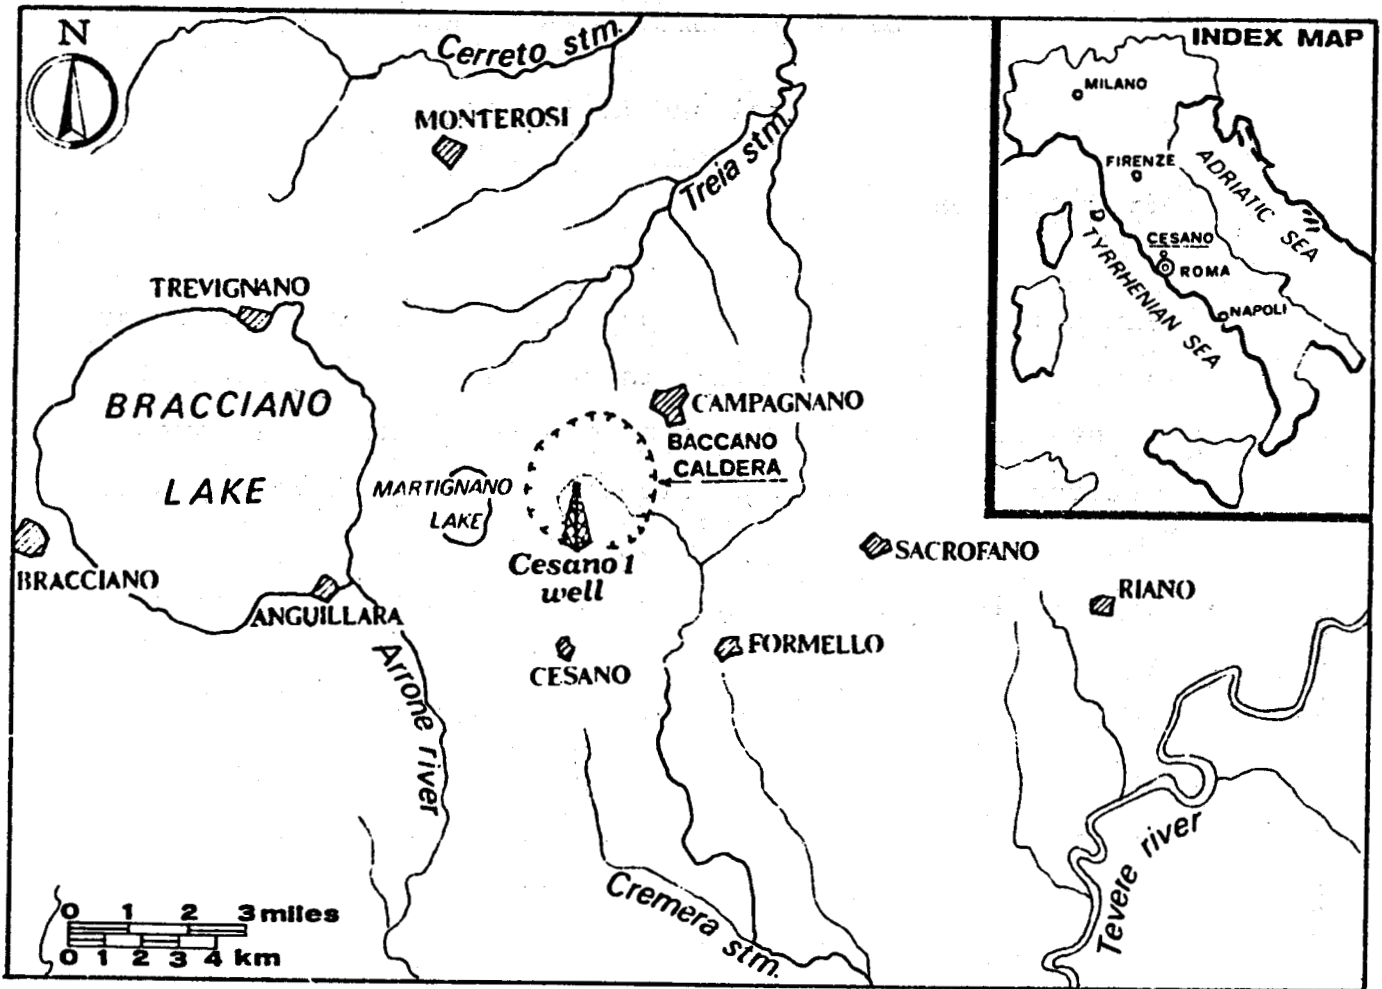 N
Cerreto stm.
MONTEROSI
Treia stm.
TREVIGNANO
BRACCIANO
LAKE
MARTIGNANO
LAKE
CAMPAGNANO
BACCANO
CALDERA
Cesano 1
well
BRACCIANO
ANGUILLARA
CESANO
FORMELLO
SACROFANO
RIANO
Arrone river
Cremera stm.
Tevere river
0 1 2 3 miles
0 1 2 3 4 km
INDEX MAP
MILANO
FIRENZE
ADRIATIC SEA
CESANO
ROMA
TYRRHENIAN SEA
NAPOLI